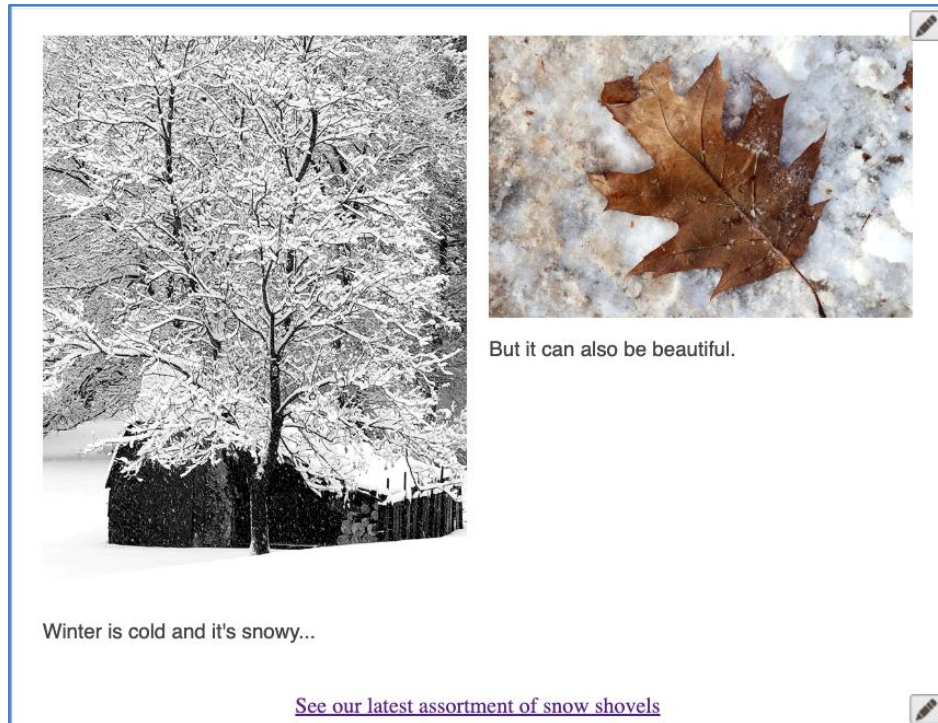 Winter is cold and it's snowy...
But it can also be beautiful.
See our latest assortment of snow shovels